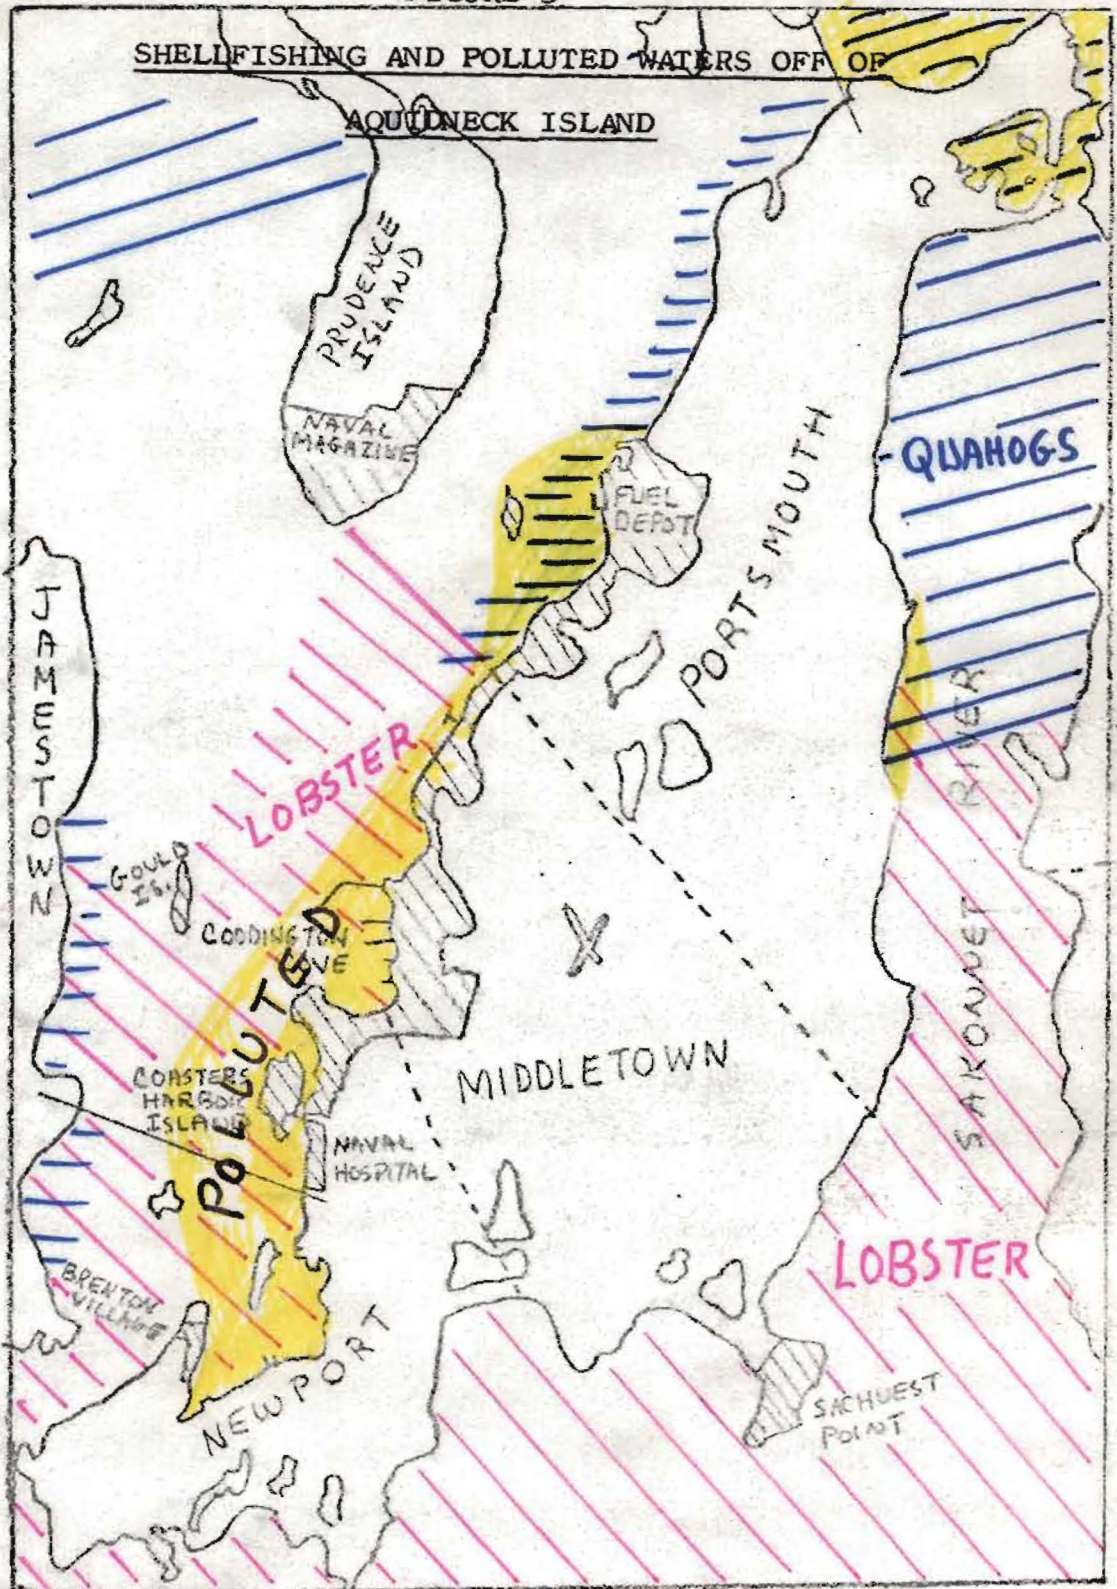 SHELLFISHING AND POLLUTED WATERS OFF OF
AQUIDNECK ISLAND
PRUDENCE
ISLAND
NAVAL
MAGAZINE
FUEL
DEPOT
PORTSMOUTH
QUAHOGS
JAMESTOWN
LOBSTER
GOULD
IS.
CODDINGTON
COVE
POLLUTED
RIVER
SAKONNET
MIDDLETOWN
COASTERS
HARBOR
ISLAND
NAVAL
HOSPITAL
BRENTON
VILLAGE
LOBSTER
NEWPORT
SACHUEST
POINT
X